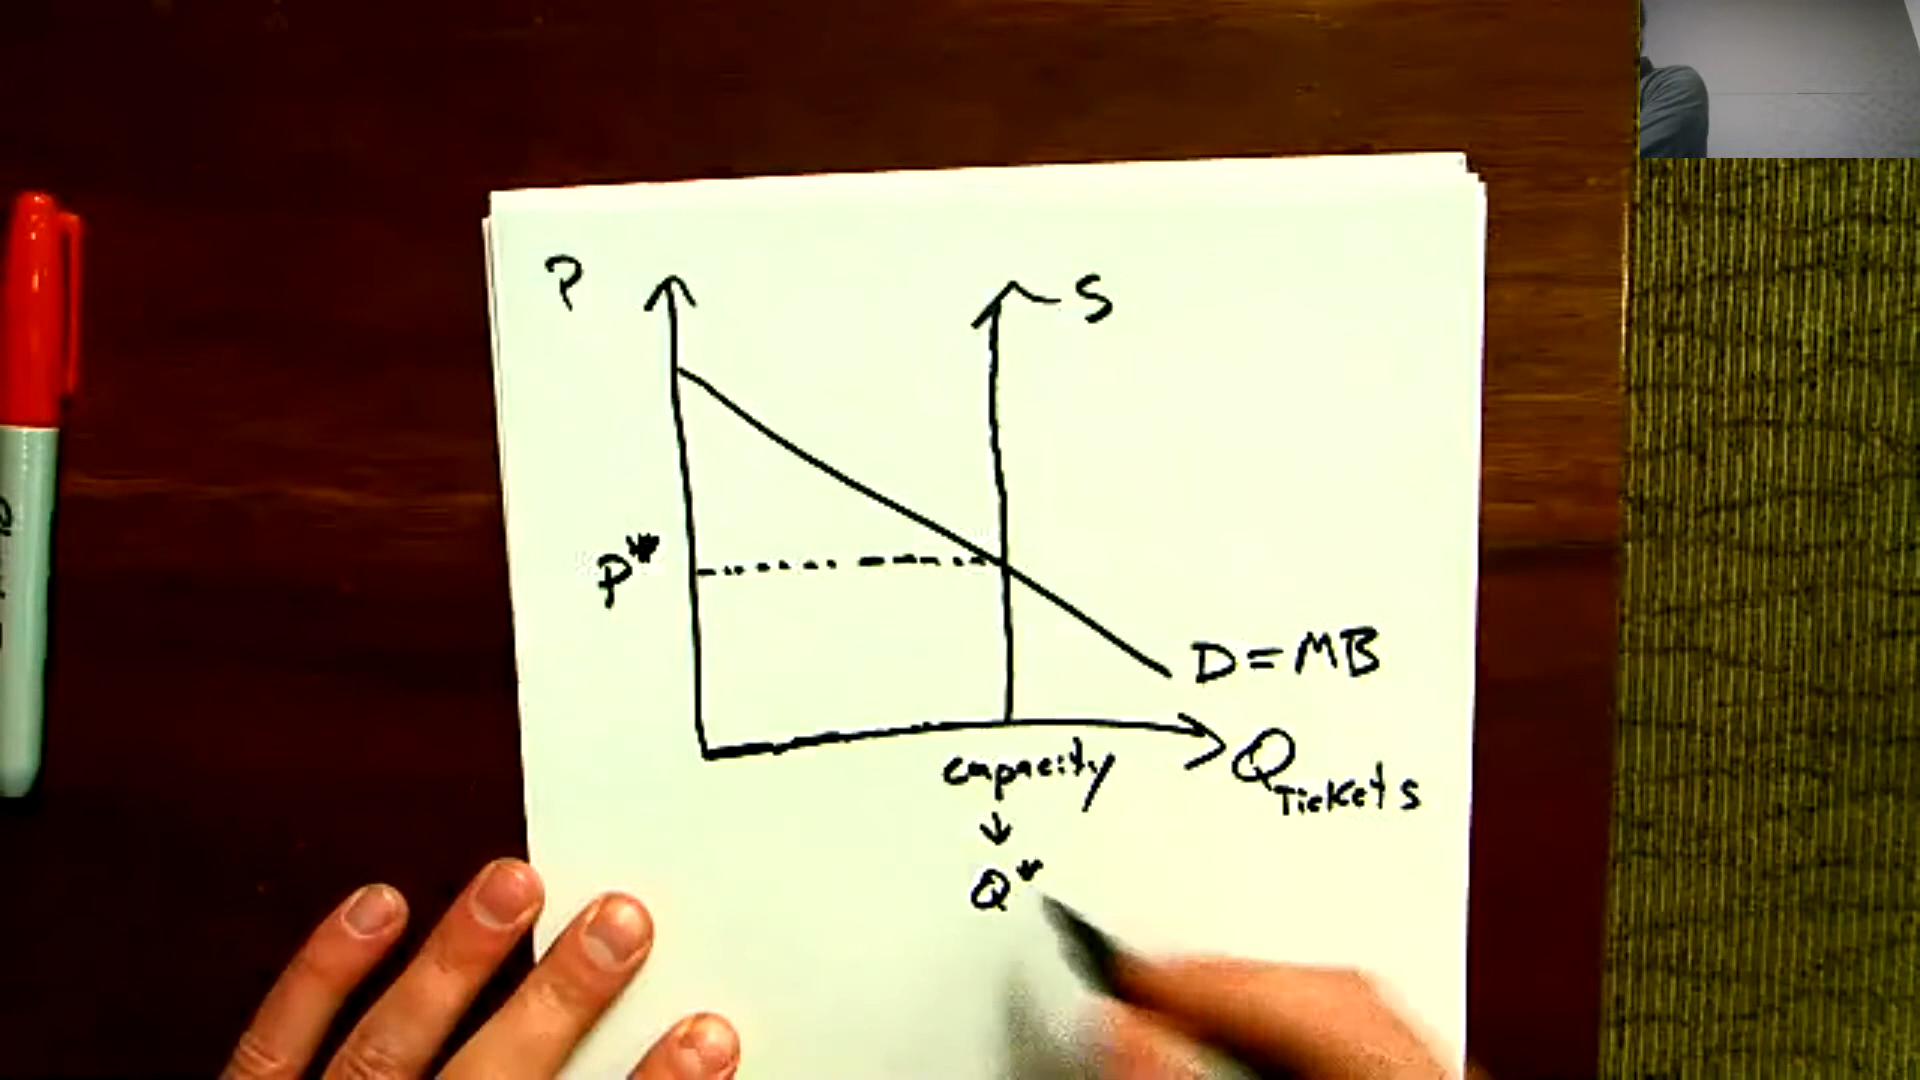 P
S
P*
D = MB
capacity
Q Tickets
↓
Q*